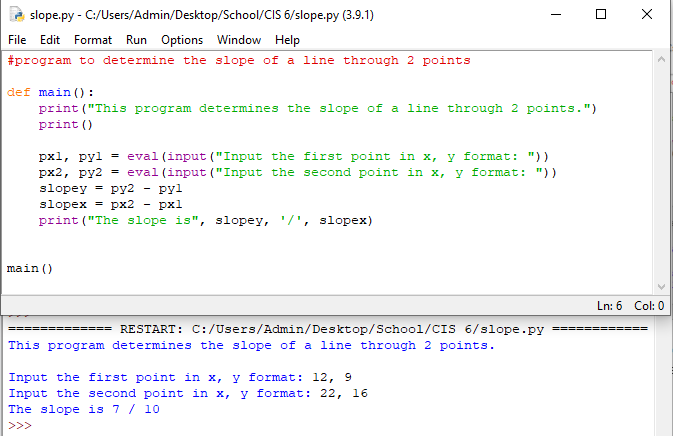 slope.py - C:/Users/Admin/Desktop/School/CIS 6/slope.py (3.9.1)
File Edit Format Run Options Window Help
#program to determine the slope of a line through 2 points
def main():
    print("This program determines the slope of a line through 2 points.")
    print()
    px1, py1 = eval(input("Input the first point in x, y format: "))
    px2, py2 = eval(input("Input the second point in x, y format: "))
    slopey = py2 - py1
    slopex = px2 - px1
    print("The slope is", slopey, '/', slopex)
main()
Ln: 6 Col: 0
============= RESTART: C:/Users/Admin/Desktop/School/CIS 6/slope.py ============
This program determines the slope of a line through 2 points.
Input the first point in x, y format: 12, 9
Input the second point in x, y format: 22, 16
The slope is 7 / 10
>>>